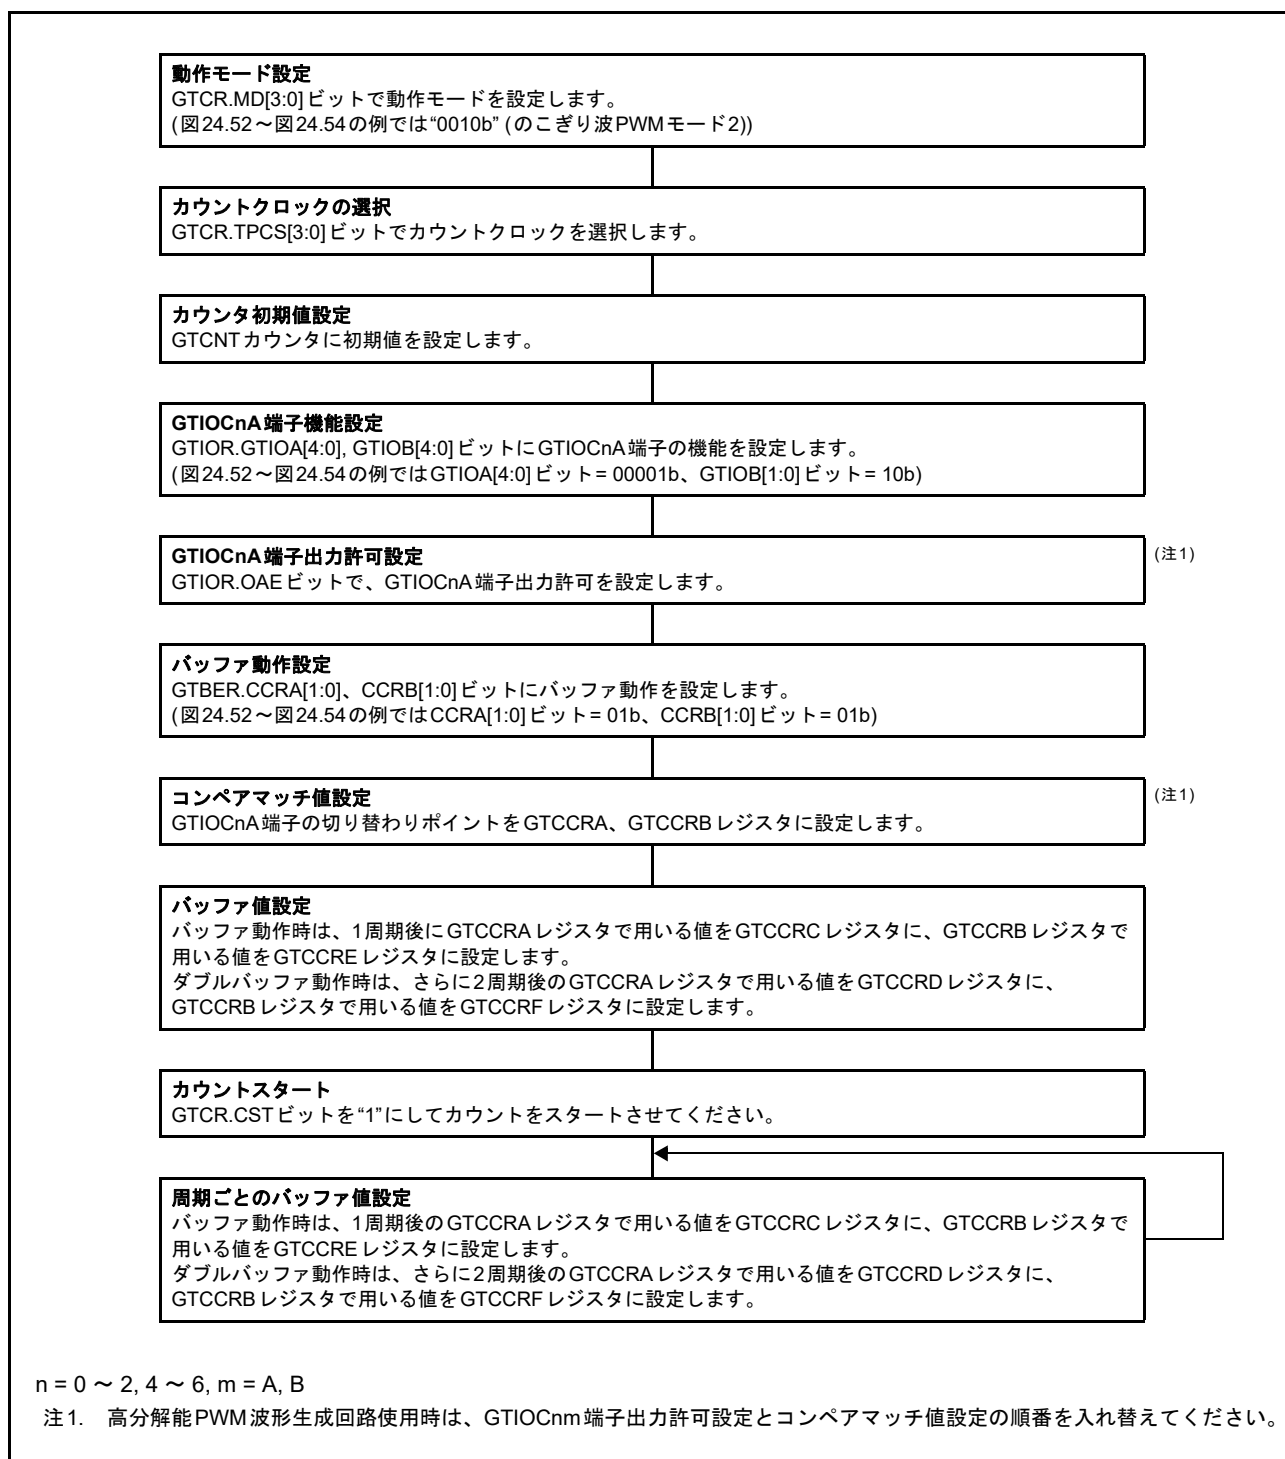 動作モード設定
GTCR.MD[3:0]ビットで動作モードを設定します。
(図24.52～図24.54の例では“0010b” (のこぎり波PWMモード2))
カウントクロックの選択
GTCR.TPCS[3:0]ビットでカウントクロックを選択します。
カウンタ初期値設定
GTCNTカウンタに初期値を設定します。
GTIOCnA端子機能設定
GTIOR.GTIOA[4:0], GTIOB[4:0]ビットにGTIOCnA端子の機能を設定します。
(図24.52～図24.54の例ではGTIOA[4:0]ビット= 00001b、GTIOB[1:0]ビット= 10b)
GTIOCnA端子出力許可設定
(注1)
GTIOR.OAEビットで、GTIOCnA端子出力許可を設定します。
バッファ動作設定
GTBER.CCRA[1:0]、CCRB[1:0]ビットにバッファ動作を設定します。
(図24.52～図24.54の例ではCCRA[1:0]ビット= 01b、CCRB[1:0]ビット= 01b)
コンペアマッチ値設定
(注1)
GTIOCnA端子の切り替わりポイントをGTCCRA、GTCCRBレジスタに設定します。
バッファ値設定
バッファ動作時は、1周期後にGTCCRAレジスタで用いる値をGTCCRCレジスタに、GTCCRBレジスタで
用いる値をGTCCREレジスタに設定します。
ダブルバッファ動作時は、さらに2周期後のGTCCRAレジスタで用いる値をGTCCRDレジスタに、
GTCCRBレジスタで用いる値をGTCCRFレジスタに設定します。
カウントスタート
GTCR.CSTビットを“1”にしてカウントをスタートさせてください。
周期ごとのバッファ値設定
バッファ動作時は、1周期後のGTCCRAレジスタで用いる値をGTCCRCレジスタに、GTCCRBレジスタで
用いる値をGTCCREレジスタに設定します。
ダブルバッファ動作時は、さらに2周期後のGTCCRAレジスタで用いる値をGTCCRDレジスタに、
GTCCRBレジスタで用いる値をGTCCRFレジスタに設定します。
n = 0 ～ 2, 4 ～ 6, m = A, B
注1. 高分解能PWM波形生成回路使用時は、GTIOCnm端子出力許可設定とコンペアマッチ値設定の順番を入れ替えてください。